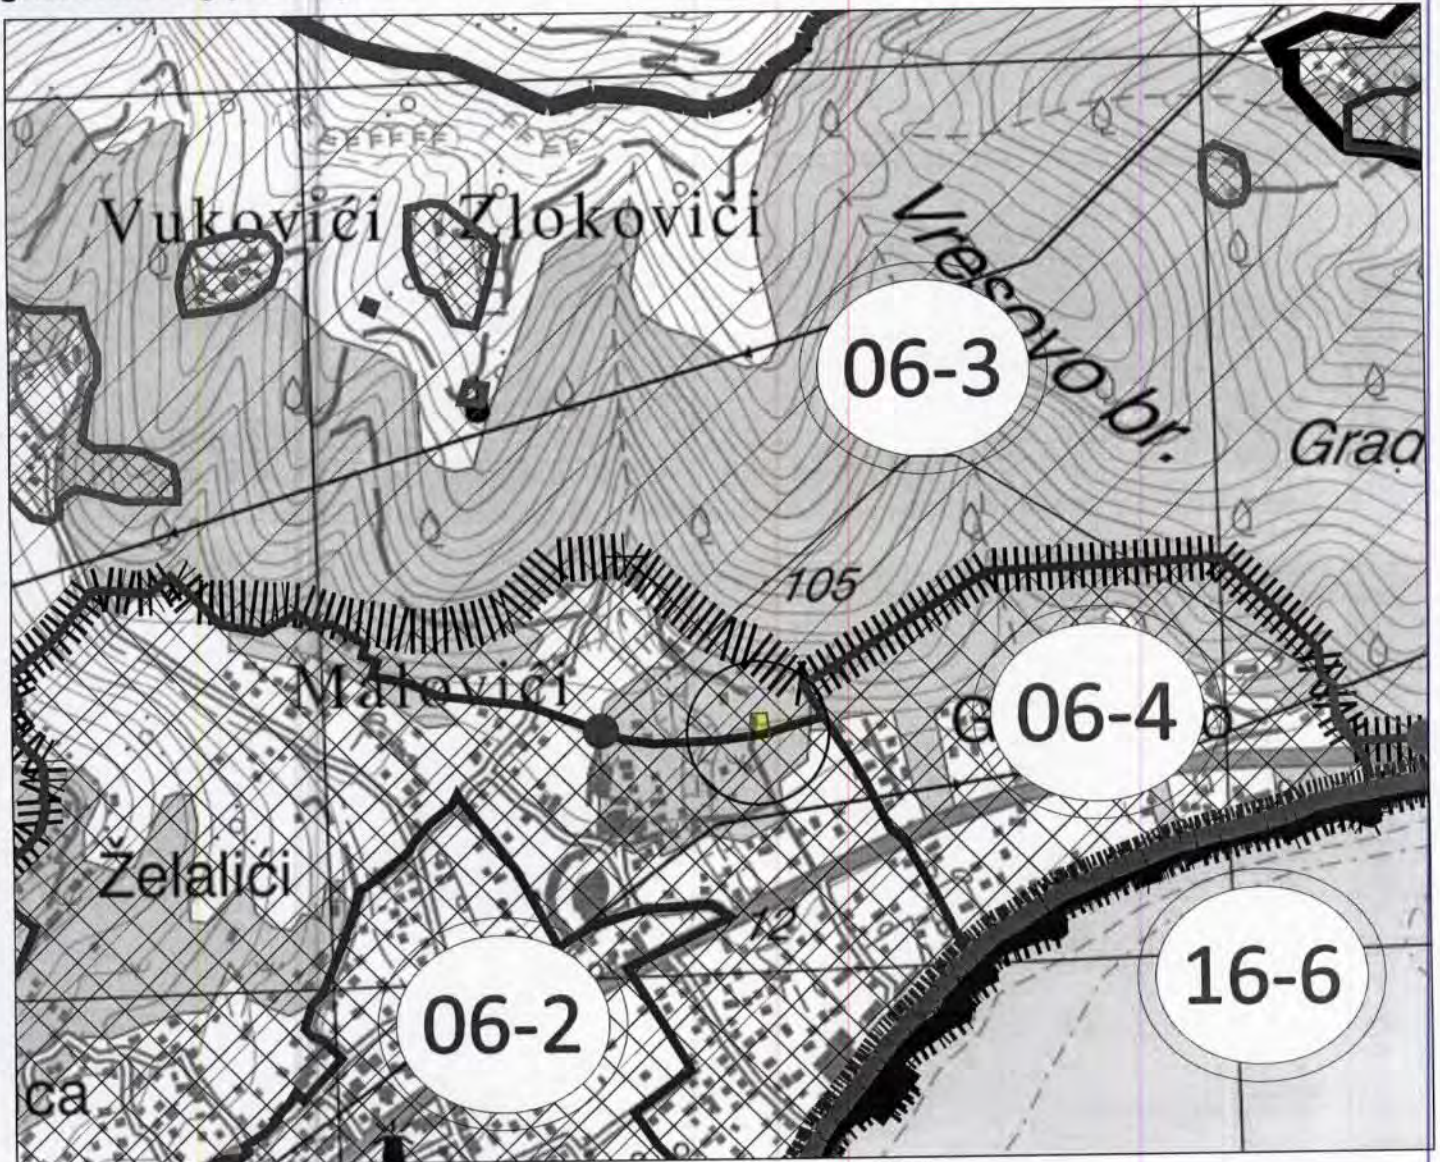 Vukovići
Zlokovići
Vresovo br.
06-3
Grad
105
Malovići
G
06-4
o
Želalići
12
06-2
16-6
ca